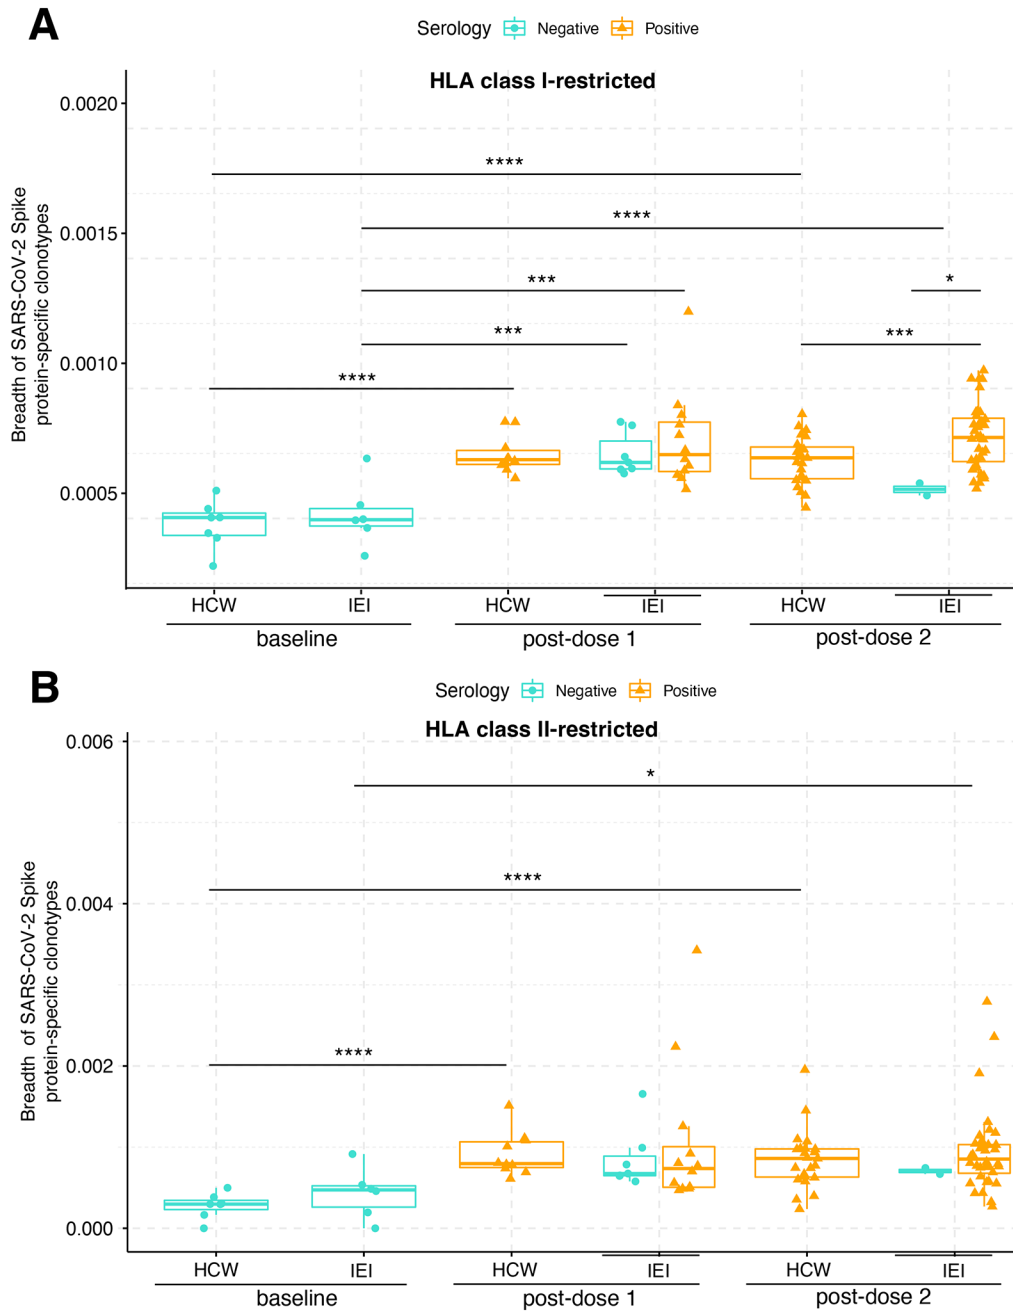 A
Serology Negative Positive
HLA class I-restricted
Breadth of SARS-CoV-2 Spike
protein-specific clonotypes
0.0020
0.0015
0.0010
0.0005
****
****
***
*
***
***
****
HCW IEI HCW IEI HCW IEI
baseline post-dose 1 post-dose 2
B
Serology Negative Positive
HLA class II-restricted
Breadth of SARS-CoV-2 Spike
protein-specific clonotypes
0.006
0.004
0.002
0.000
*
****
****
HCW IEI HCW IEI HCW IEI
baseline post-dose 1 post-dose 2